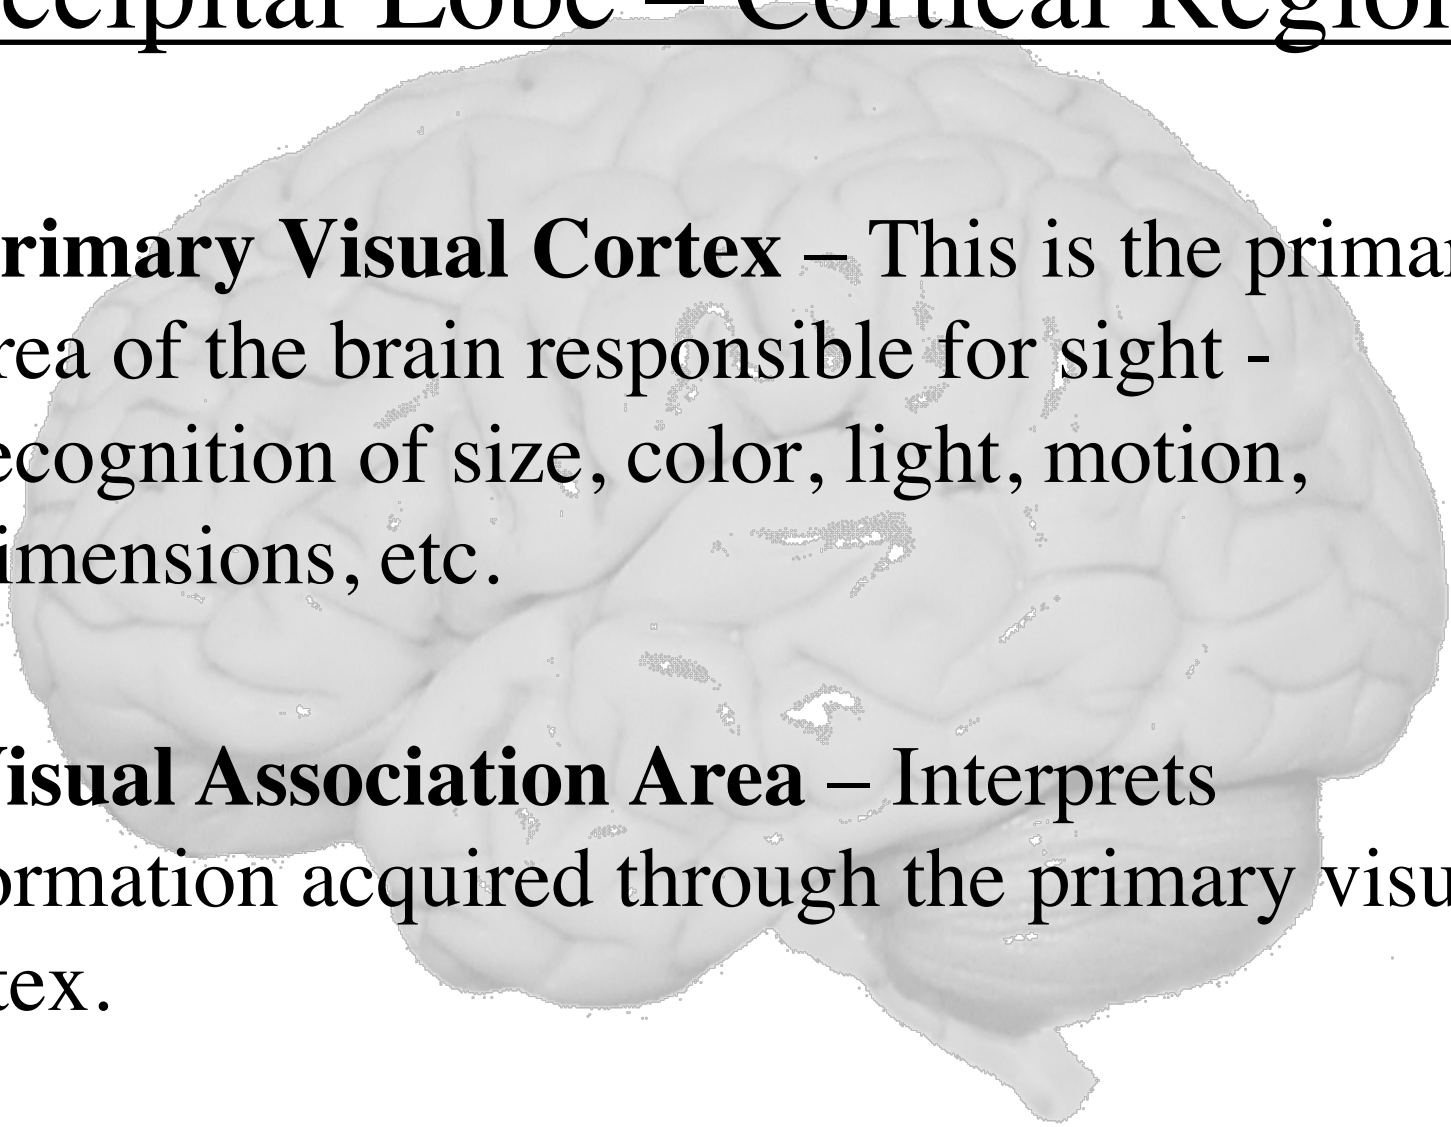 ccipital Lobe – Cortical Region
rimary Visual Cortex – This is the primar
rea of the brain responsible for sight -
ecognition of size, color, light, motion,
imensions, etc.
Visual Association Area – Interprets
ormation acquired through the primary visu
tex.